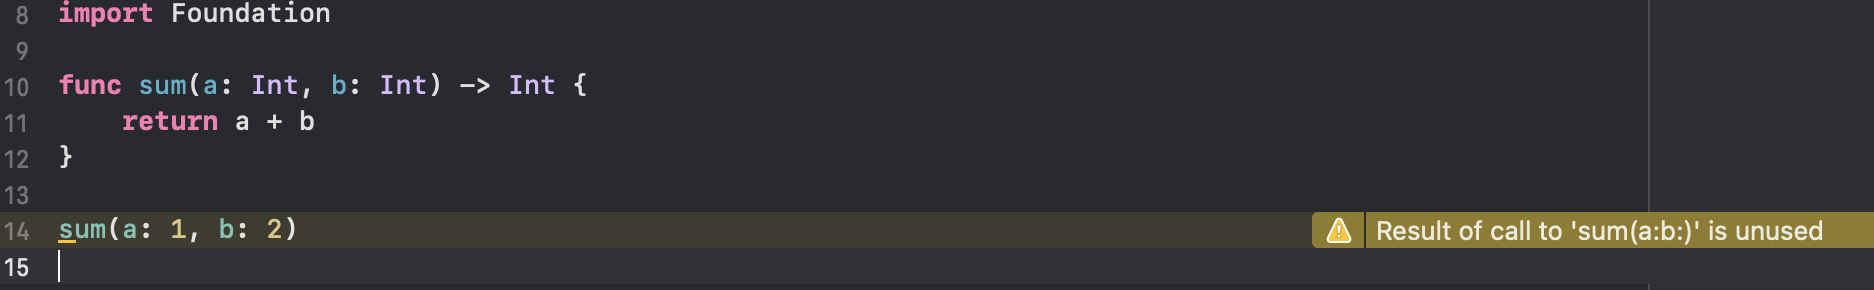 8 import Foundation
9
10 func sum(a: Int, b: Int) -> Int {
11     return a + b
12 }
13
14 sum(a: 1, b: 2) Result of call to 'sum(a:b:)' is unused
15